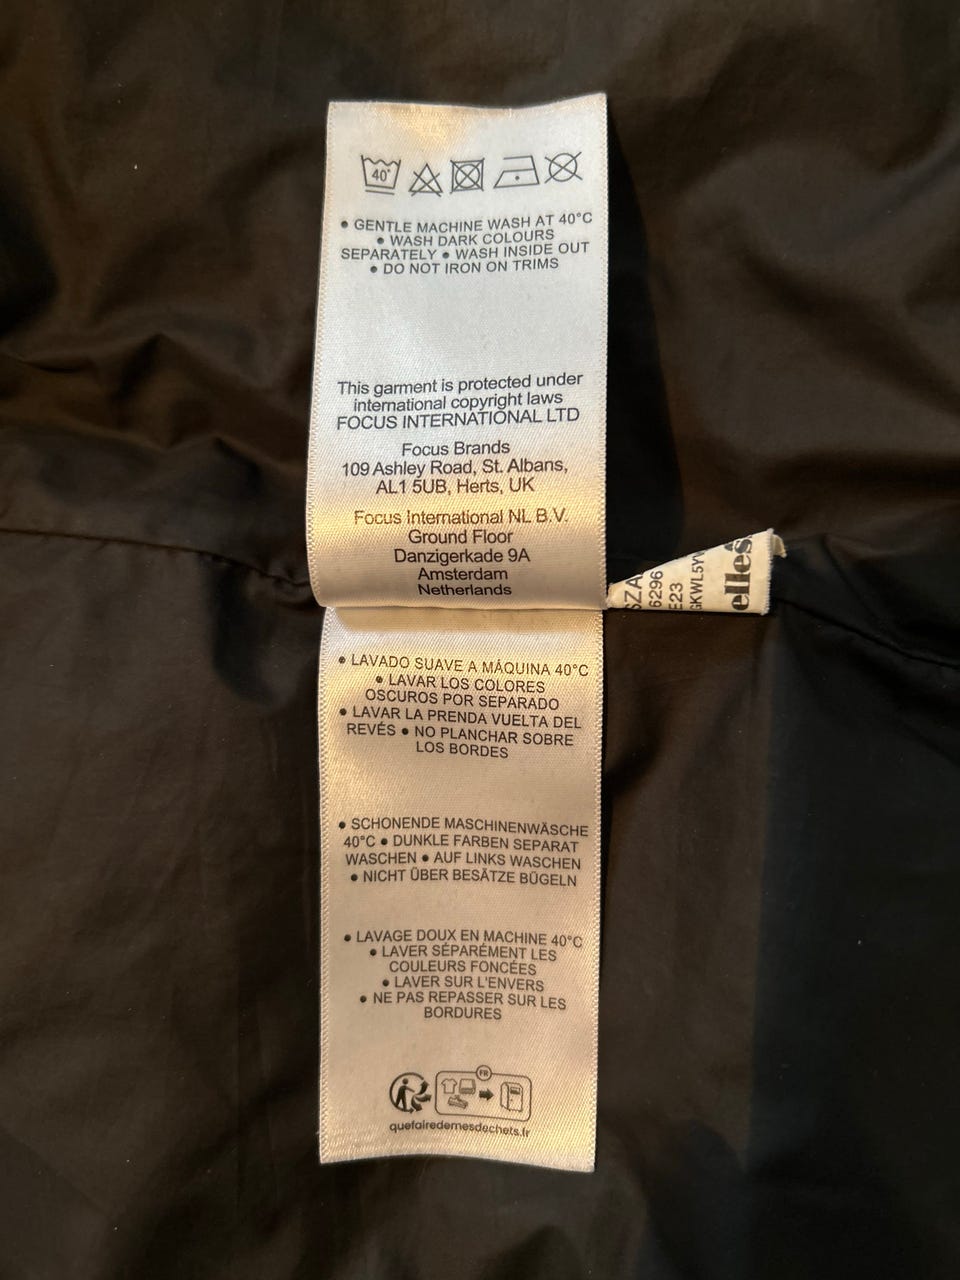 40°
• GENTLE MACHINE WASH AT 40°C
• WASH DARK COLOURS
SEPARATELY • WASH INSIDE OUT
• DO NOT IRON ON TRIMS
This garment is protected under
international copyright laws
FOCUS INTERNATIONAL LTD
Focus Brands
109 Ashley Road, St. Albans,
AL1 5UB, Herts, UK
Focus International NL B.V.
Ground Floor
Danzigerkade 9A
Amsterdam
Netherlands
6296
E23
elles
• LAVADO SUAVE A MÁQUINA 40°C
• LAVAR LOS COLORES
OSCUROS POR SEPARADO
• LAVAR LA PRENDA VUELTA DEL
REVÉS • NO PLANCHAR SOBRE
LOS BORDES
• SCHONENDE MASCHINENWÄSCHE
40°C • DUNKLE FARBEN SEPARAT
WASCHEN • AUF LINKS WASCHEN
• NICHT ÜBER BESÄTZE BÜGELN
• LAVAGE DOUX EN MACHINE 40°C
• LAVER SÉPARÉMENT LES
COULEURS FONCÉES
• LAVER SUR L'ENVERS
• NE PAS REPASSER SUR LES
BORDURES
FR
quefairedemesdechets.fr